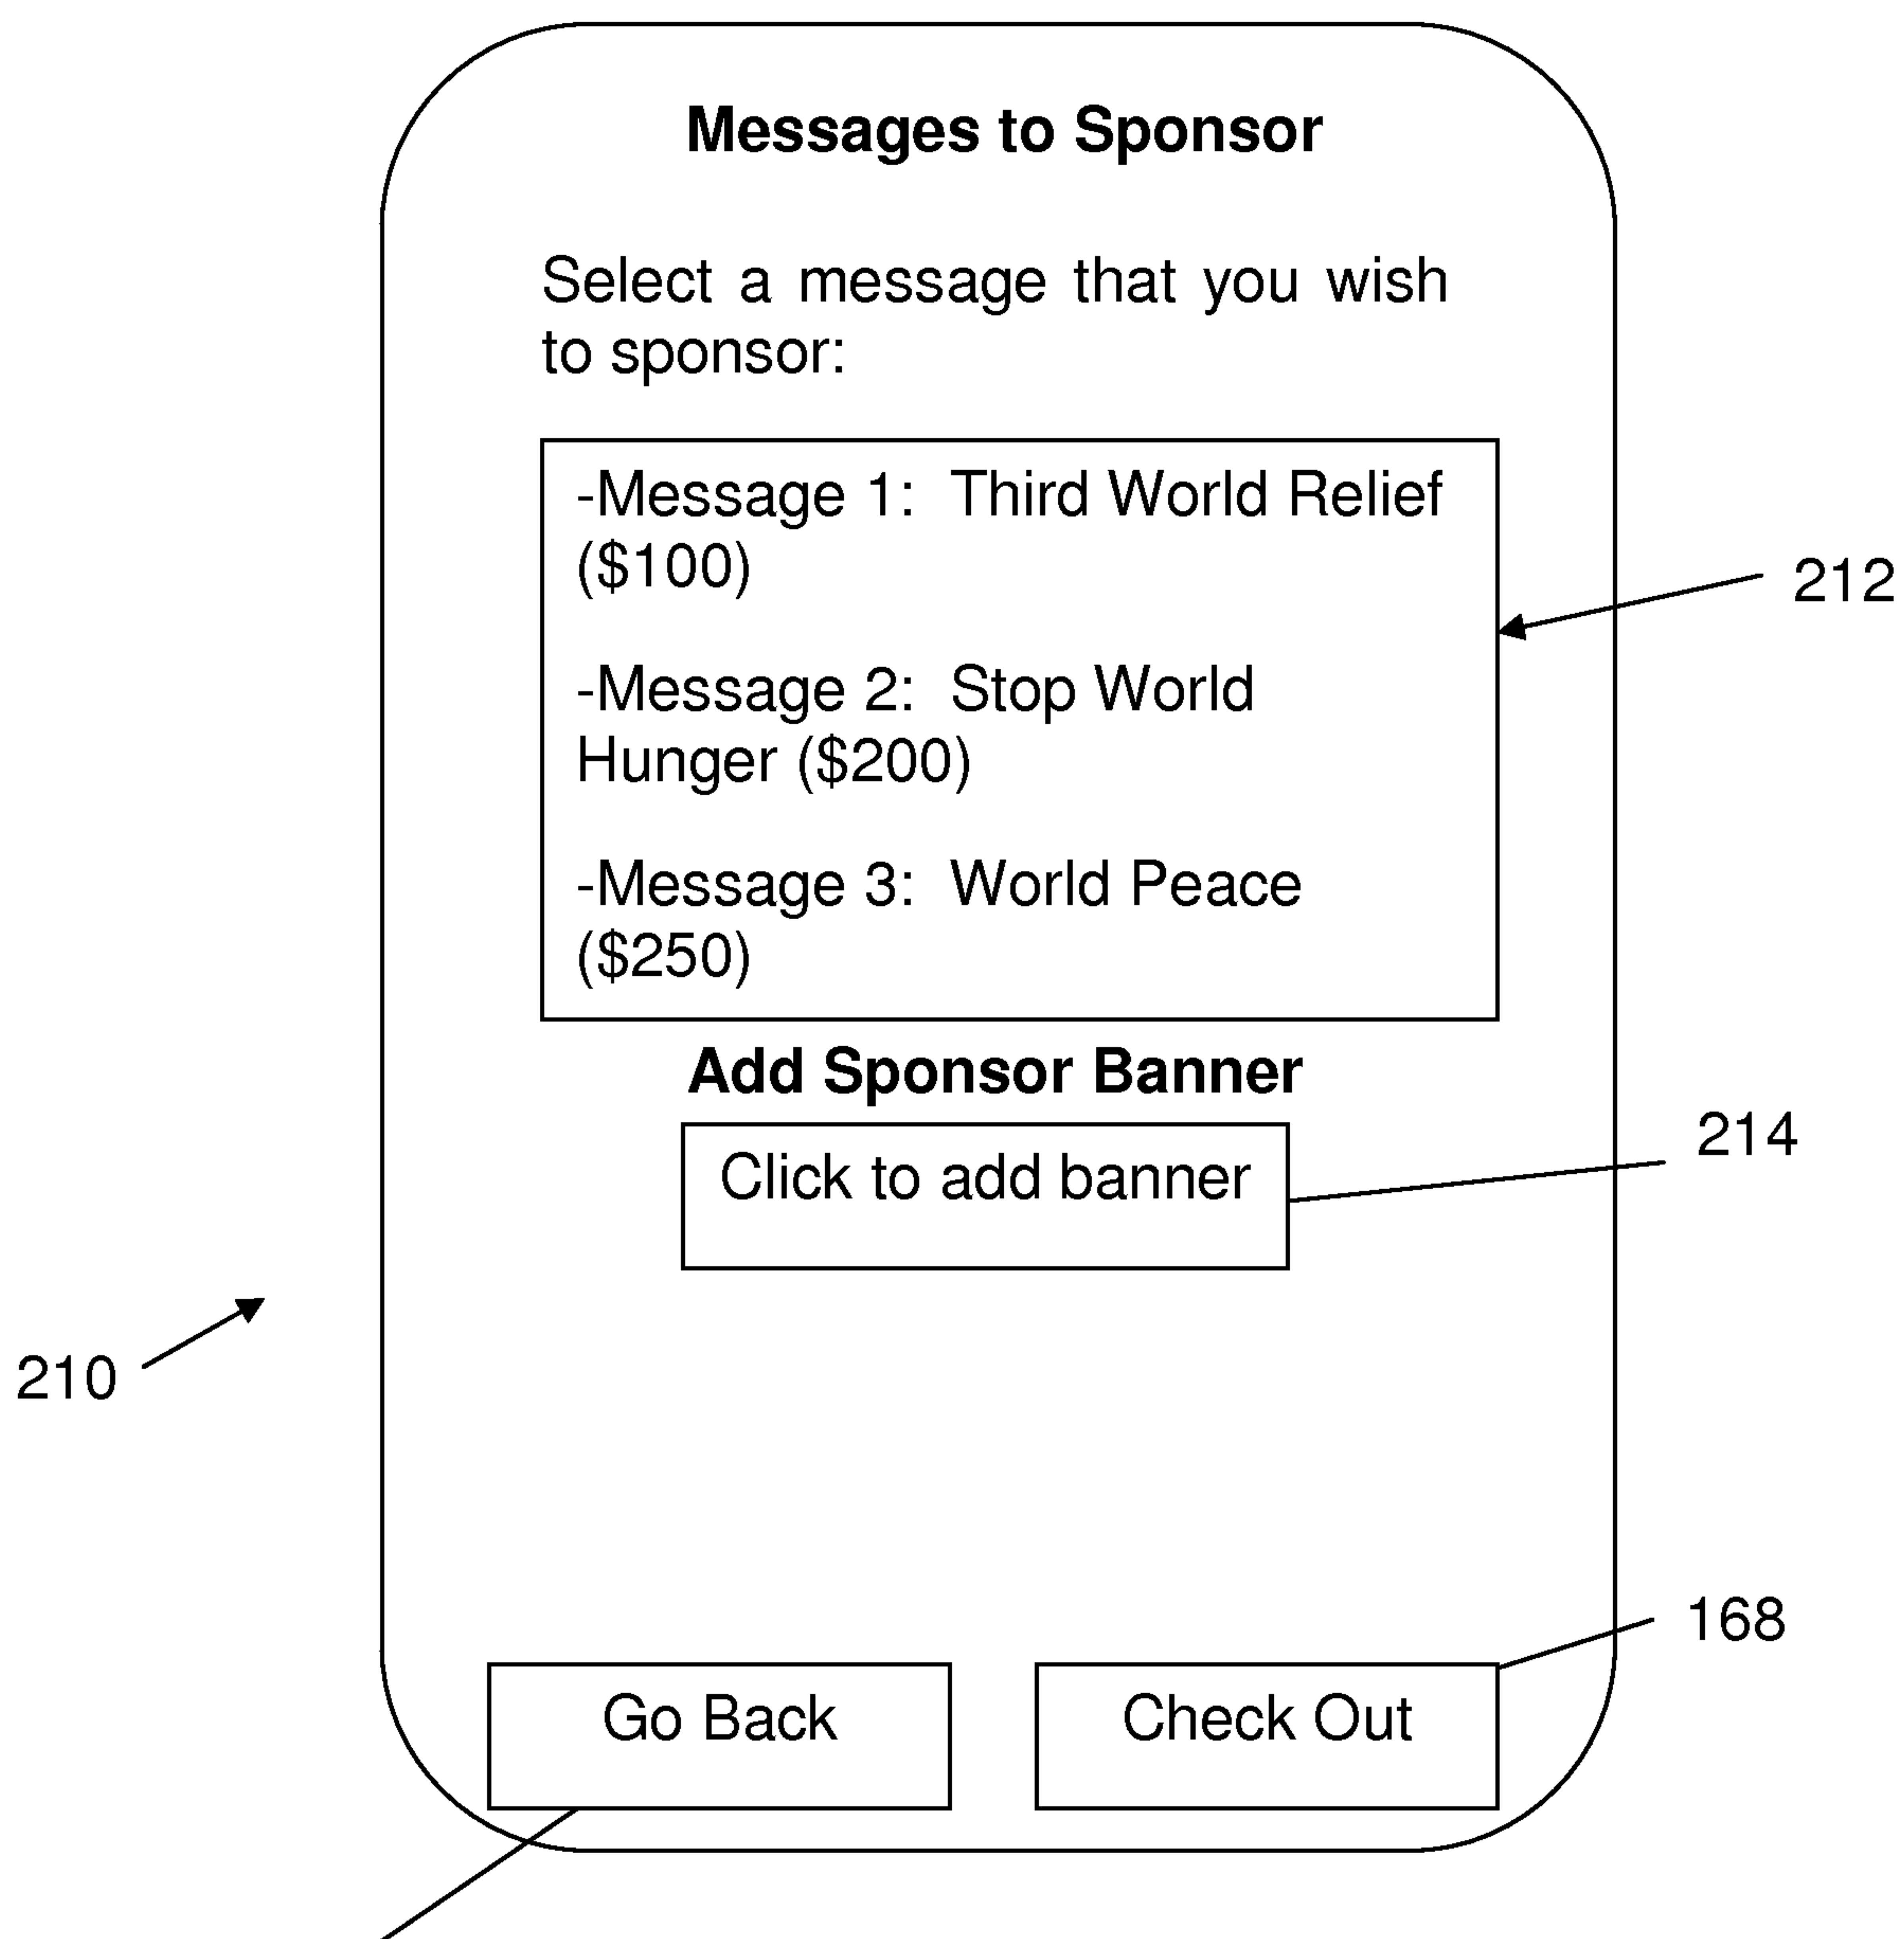 Messages to Sponsor
Select a message that you wish
to sponsor:
-Message 1: Third World Relief
($100)
212
-Message 2: Stop World
Hunger ($200)
-Message 3: World Peace
($250)
Add Sponsor Banner
214
Click to add banner
210
168
Go Back
Check Out